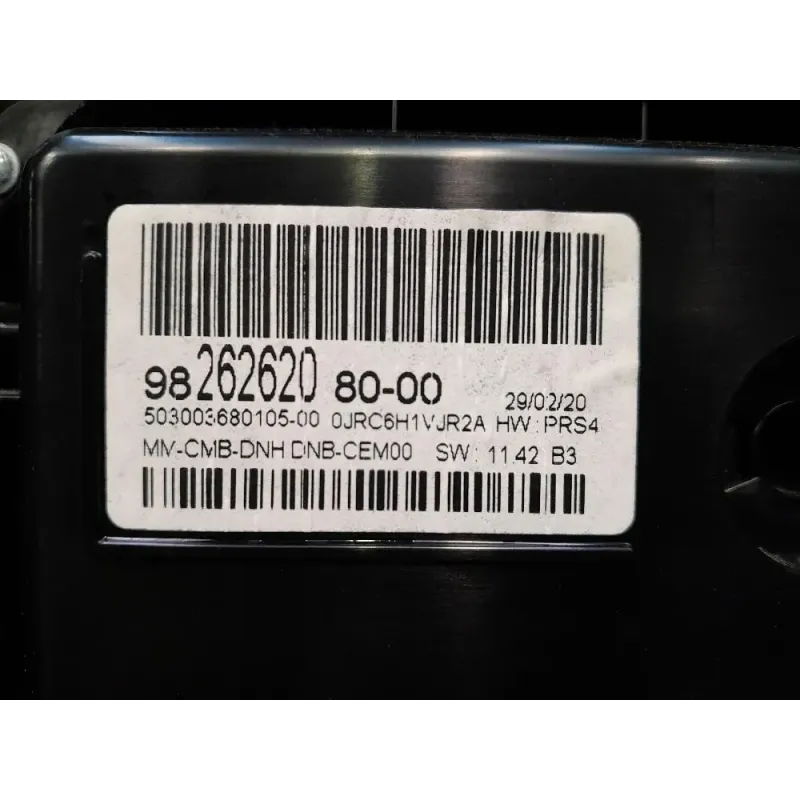 98 262620 80-00 29/02/20
503003680105-00 0JRC6H1VJR2A HW: PRS4
MM-CMB-DNH DNB-CEM00 SW: 11.42 B3